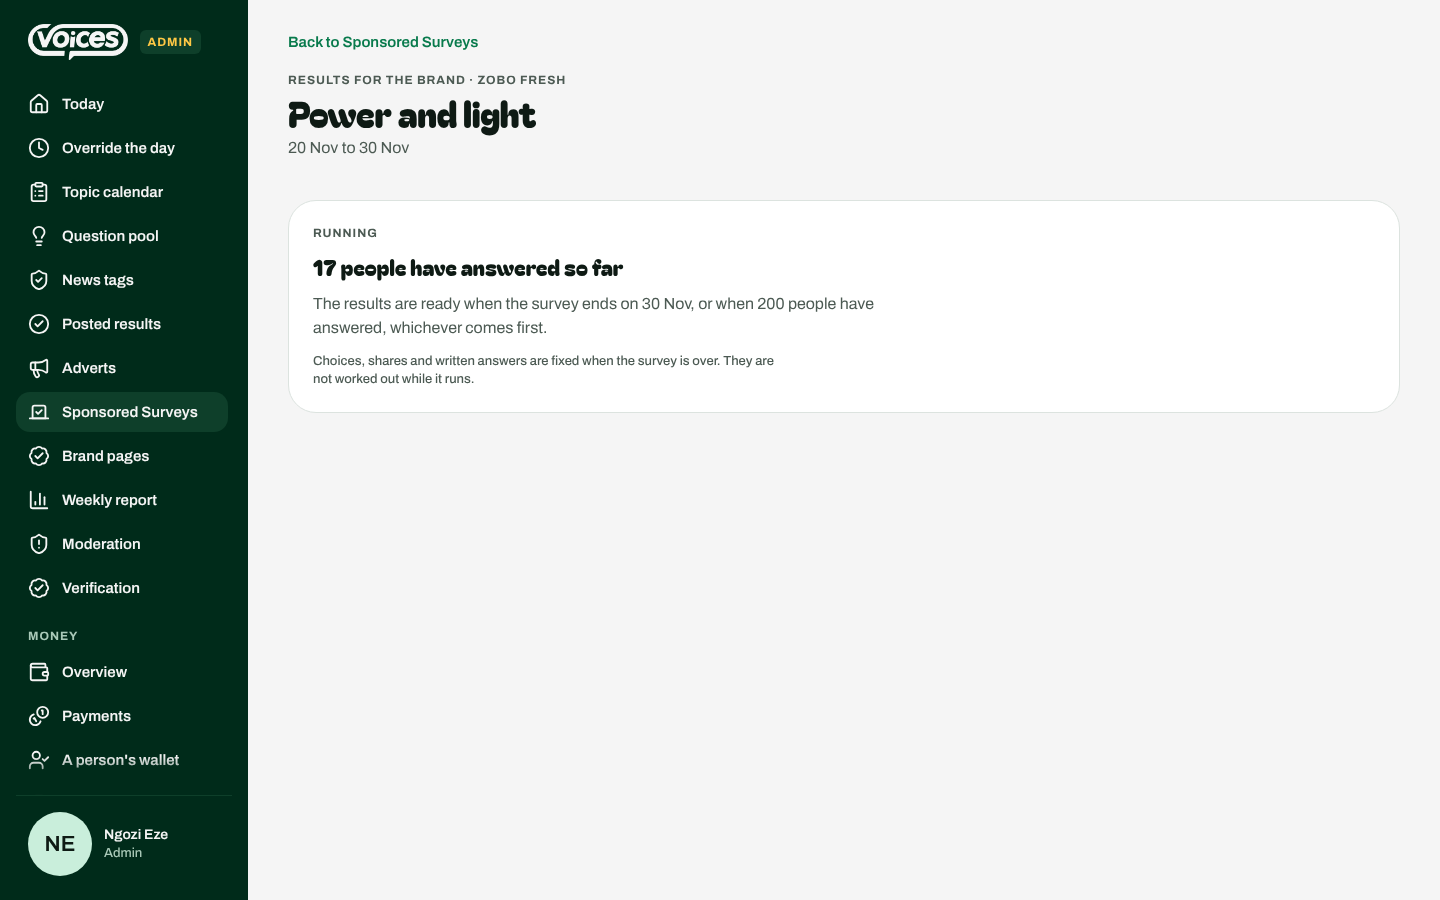 Voices
ADMIN
Today
Override the day
Topic calendar
Question pool
News tags
Posted results
Adverts
Sponsored Surveys
Brand pages
Weekly report
Moderation
Verification
MONEY
Overview
Payments
A person's wallet
NE
Ngozi Eze
Admin
Back to Sponsored Surveys
RESULTS FOR THE BRAND · ZOBO FRESH
Power and light
20 Nov to 30 Nov
RUNNING
17 people have answered so far
The results are ready when the survey ends on 30 Nov, or when 200 people have
answered, whichever comes first.
Choices, shares and written answers are fixed when the survey is over. They are
not worked out while it runs.